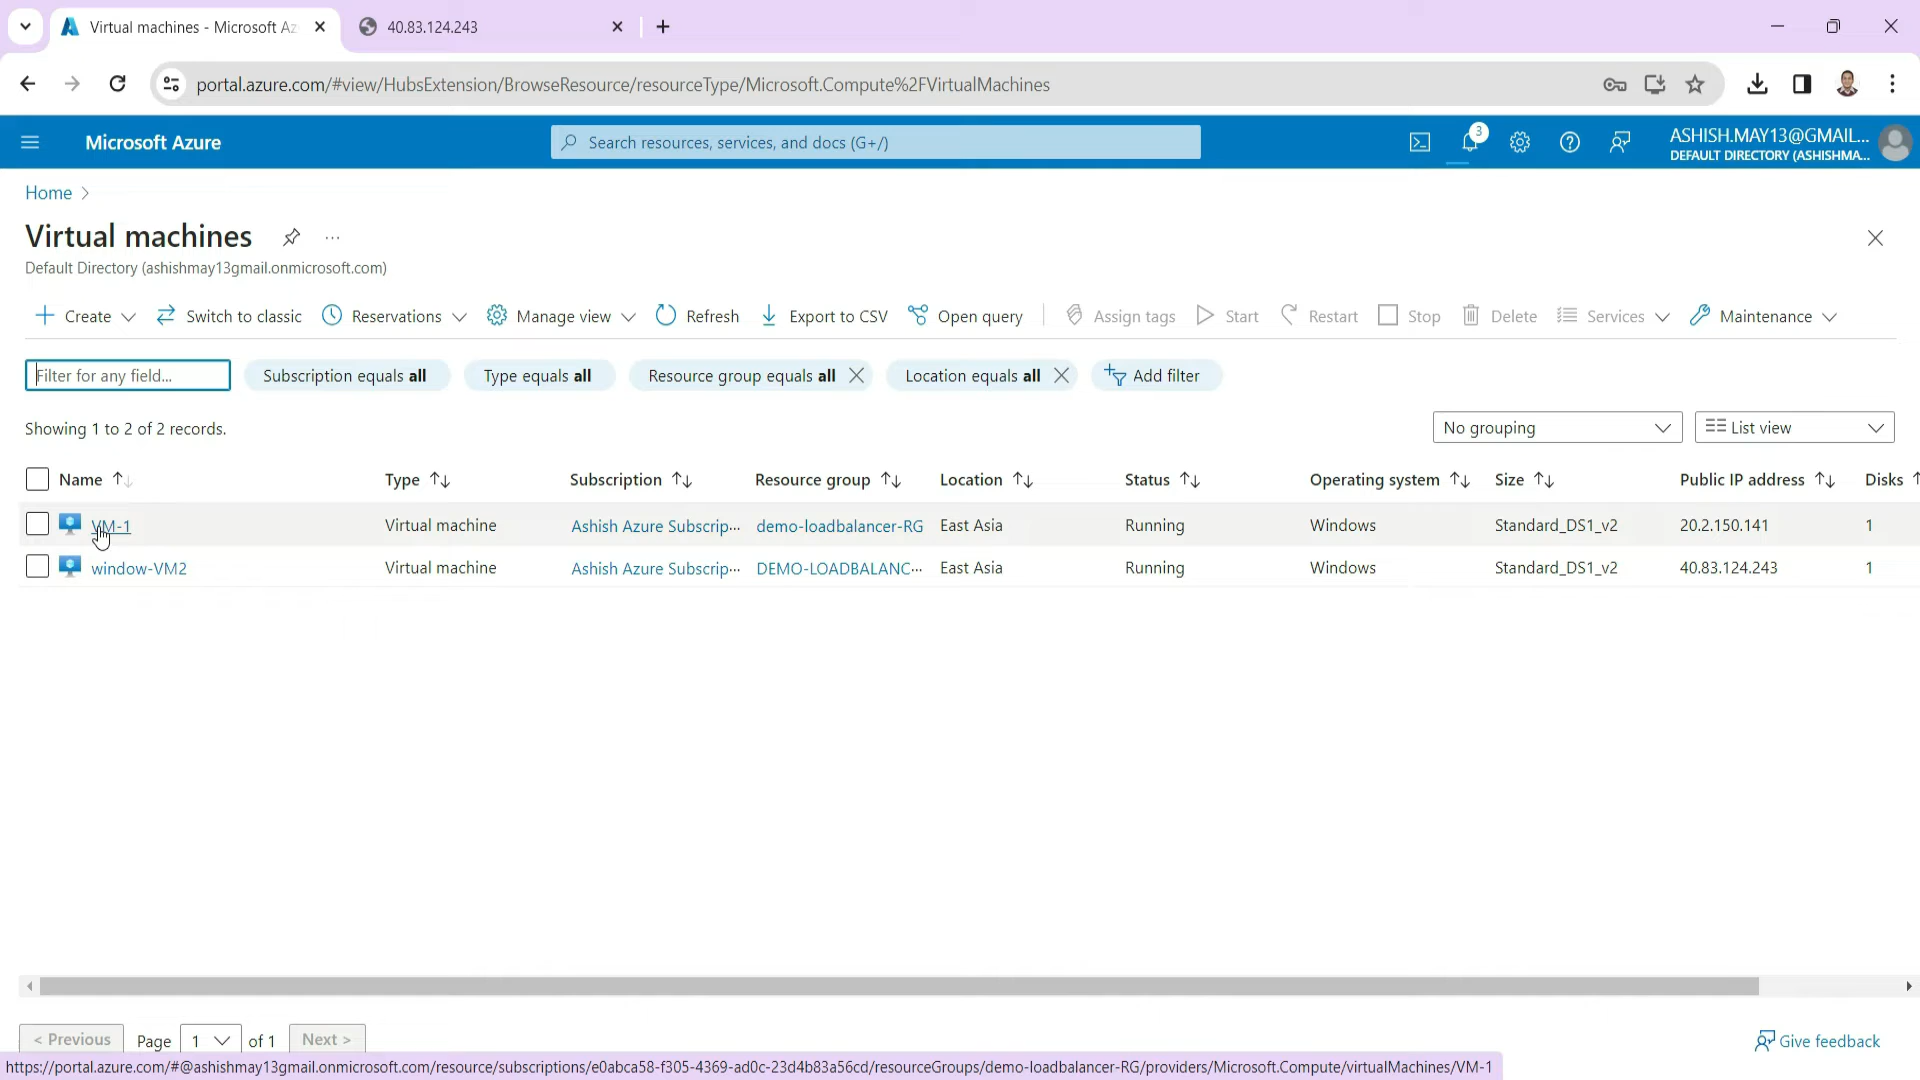 Virtual machines - Microsoft Az
40.83.124.243
portal.azure.com/#view/HubsExtension/BrowseResource/resourceType/Microsoft.Compute%2FVirtualMachines
Microsoft Azure
Search resources, services, and docs (G+/)
3
ASHISH.MAY13@GMAIL...
DEFAULT DIRECTORY (ASHISHMA...
Home >
Virtual machines ...
Default Directory (ashishmay13gmail.onmicrosoft.com)
Create Switch to classic Reservations Manage view Refresh Export to CSV Open query Assign tags Start Restart Stop Delete Services Maintenance
Filter for any field... Subscription equals all Type equals all Resource group equals all Location equals all Add filter
Showing 1 to 2 of 2 records.
No grouping List view
Name Type Subscription Resource group Location Status Operating system Size Public IP address Disks
VM-1 Virtual machine Ashish Azure Subscrip... demo-loadbalancer-RG East Asia Running Windows Standard_DS1_v2 20.2.150.141 1
window-VM2 Virtual machine Ashish Azure Subscrip... DEMO-LOADBALANC... East Asia Running Windows Standard_DS1_v2 40.83.124.243 1
< Previous Page 1 of 1 Next >
Give feedback
https://portal.azure.com/#@ashishmay13gmail.onmicrosoft.com/resource/subscriptions/e0abca58-f305-4369-ad0c-23d4b83a56cd/resourceGroups/demo-loadbalancer-RG/providers/Microsoft.Compute/virtualMachines/VM-1